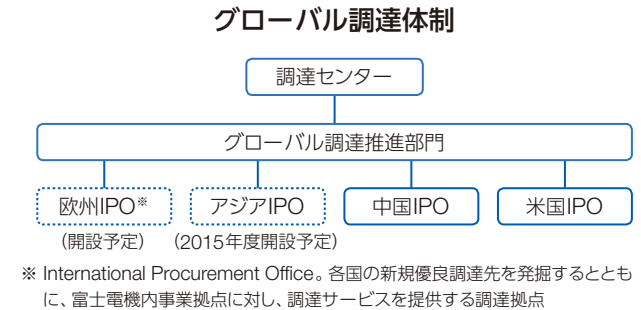 グローバル調達体制
調達センター
グローバル調達推進部門
欧州IPO※
アジアIPO
中国IPO
米国IPO
（開設予定）
（2015年度開設予定）
※ International Procurement Office。各国の新規優良調達先を発掘するととも
に、富士電機内事業拠点に対し、調達サービスを提供する調達拠点